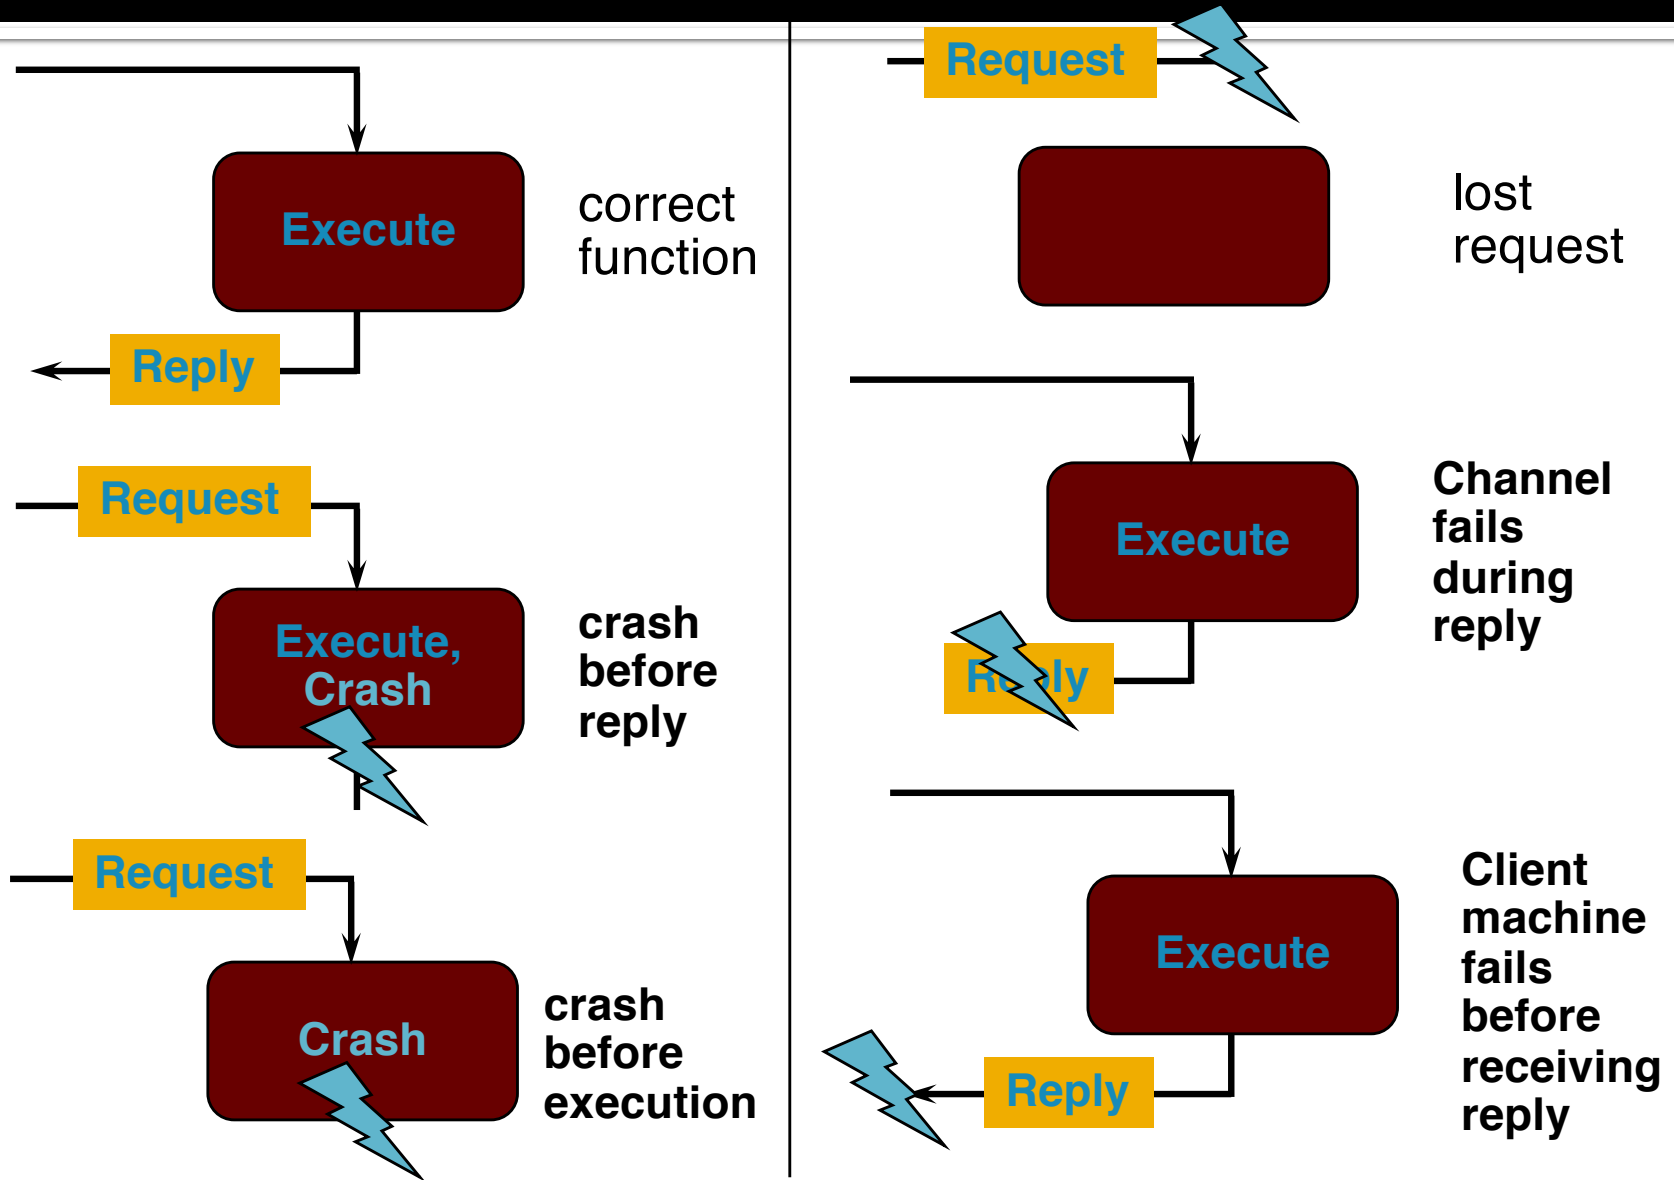 Execute
correct
function
Reply
Request
Execute,
Crash
crash
before
reply
Request
Crash
crash
before
execution
Request
lost
request
Execute
Channel
fails
during
reply
Reply
Execute
Client
machine
fails
before
receiving
reply
Reply